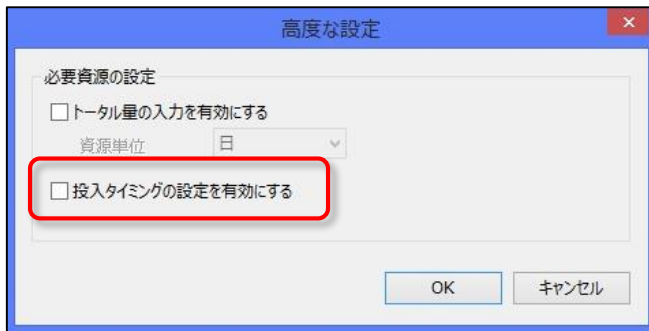 高度な設定
必要資源の設定
トータル量の入力を有効にする
資源単位 日
投入タイミングの設定を有効にする
OK キャンセル